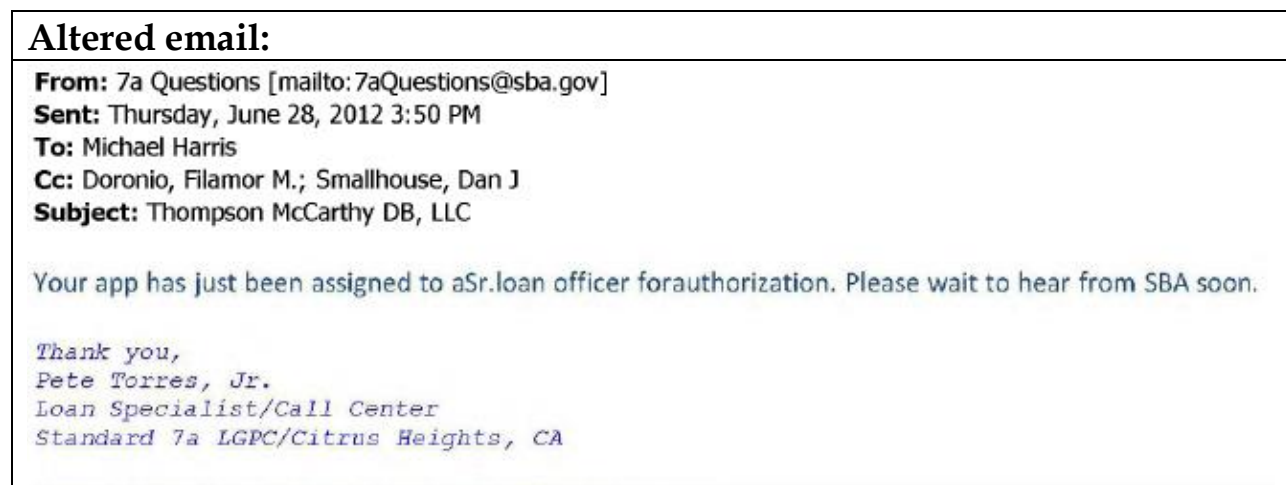 Altered email:
From: 7a Questions [mailto:7aQuestions@sba.gov]
Sent: Thursday, June 28, 2012 3:50 PM
To: Michael Harris
Cc: Doronio, Filamor M.; Smallhouse, Dan J
Subject: Thompson McCarthy DB, LLC
Your app has just been assigned to aSr.loan officer forauthorization. Please wait to hear from SBA soon.
Thank you,
Pete Torres, Jr.
Loan Specialist/Call Center
Standard 7a LGPC/Citrus Heights, CA